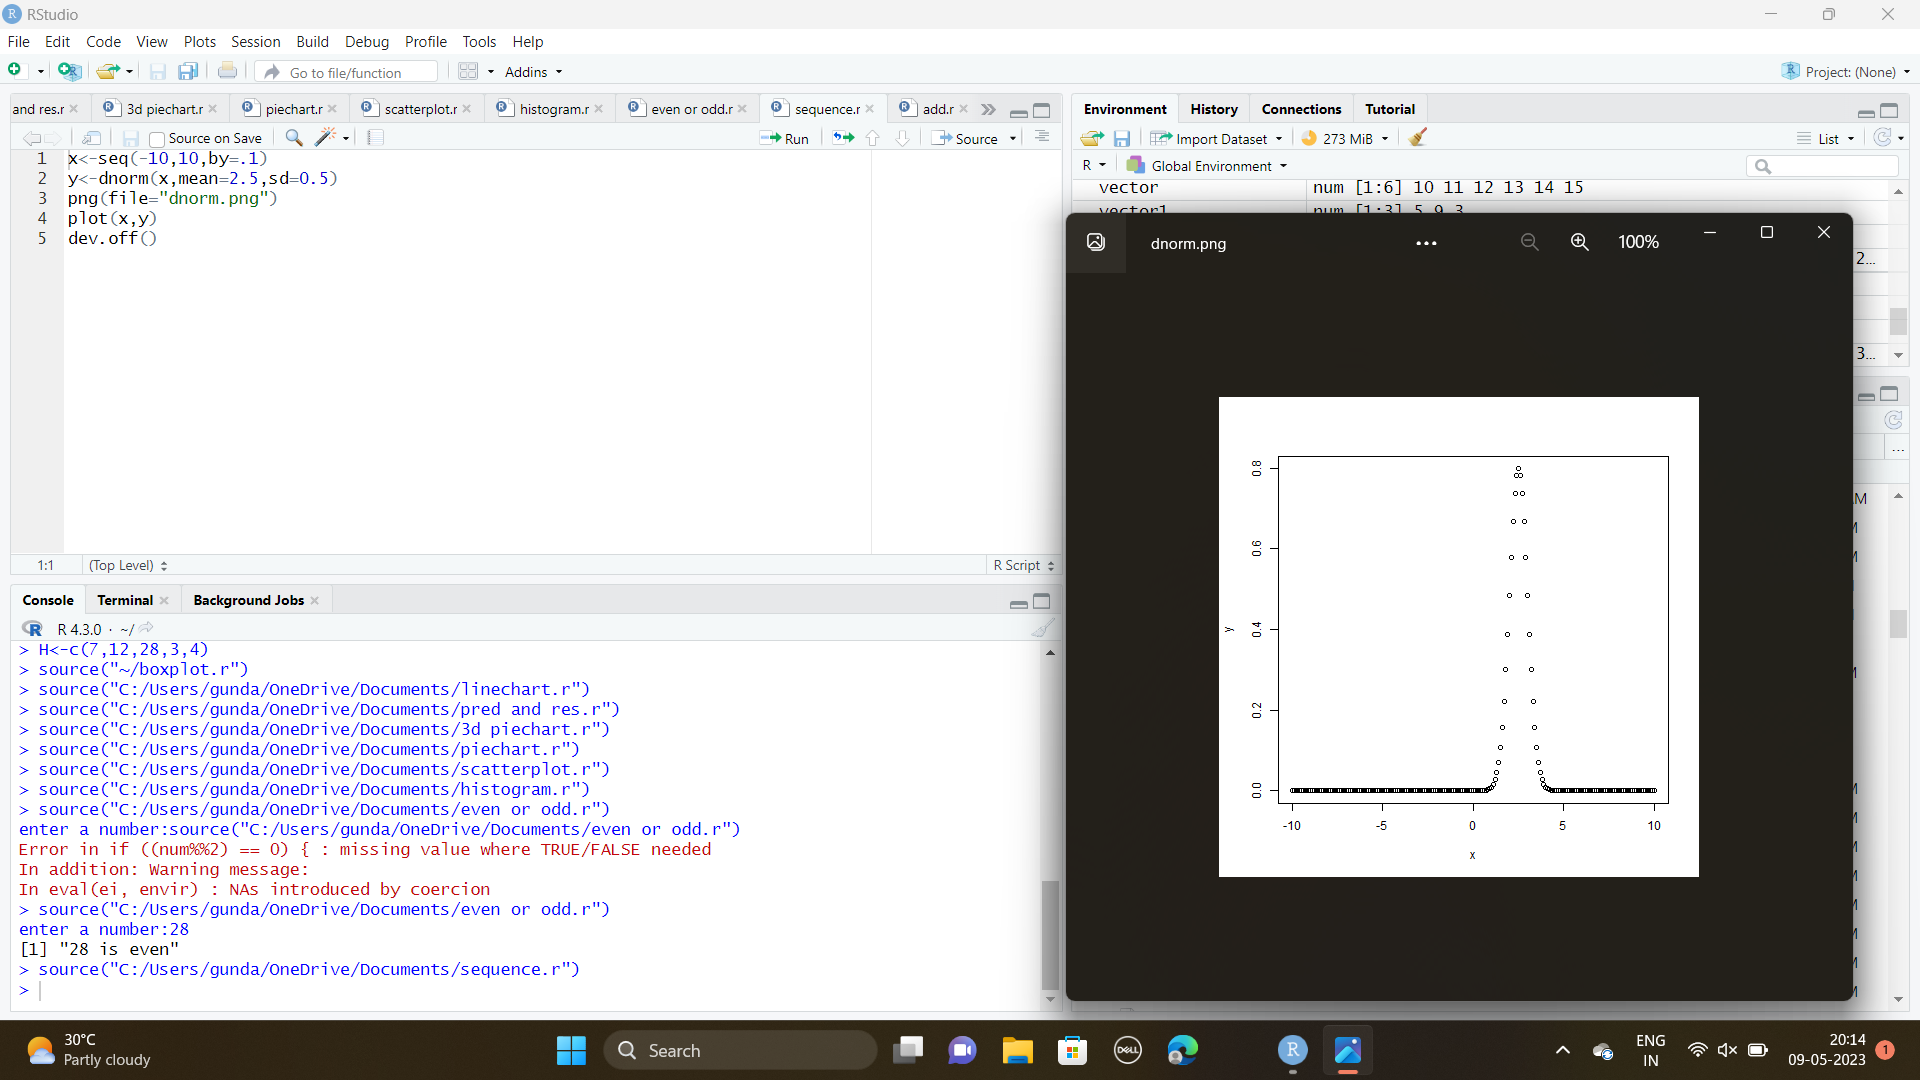 RStudio
File Edit Code View Plots Session Build Debug Profile Tools Help
Go to file/function Addins Project: (None)
and res.r 3d piechart.r piechart.r scatterplot.r histogram.r even or odd.r sequence.r add.r
Source on Save Run Source
1 x<-seq(-10,10,by=.1)
2 y<-dnorm(x,mean=2.5,sd=0.5)
3 png(file="dnorm.png")
4 plot(x,y)
5 dev.off()
1:1 (Top Level) R Script
Console Terminal Background Jobs
R 4.3.0 · ~/
> H<-c(7,12,28,3,4)
> source("~/boxplot.r")
> source("C:/Users/gunda/OneDrive/Documents/linechart.r")
> source("C:/Users/gunda/OneDrive/Documents/pred and res.r")
> source("C:/Users/gunda/OneDrive/Documents/3d piechart.r")
> source("C:/Users/gunda/OneDrive/Documents/piechart.r")
> source("C:/Users/gunda/OneDrive/Documents/scatterplot.r")
> source("C:/Users/gunda/OneDrive/Documents/histogram.r")
> source("C:/Users/gunda/OneDrive/Documents/even or odd.r")
enter a number:source("C:/Users/gunda/OneDrive/Documents/even or odd.r")
Error in if ((num%%2) == 0) { : missing value where TRUE/FALSE needed
In addition: Warning message:
In eval(ei, envir) : NAs introduced by coercion
> source("C:/Users/gunda/OneDrive/Documents/even or odd.r")
enter a number:28
[1] "28 is even"
> source("C:/Users/gunda/OneDrive/Documents/sequence.r")
>
Environment History Connections Tutorial
Import Dataset 273 MiB List
R Global Environment
vector num [1:6] 10 11 12 13 14 15
vector1 num [1:3] 5 9 3
2...
3...
dnorm.png 100%
0.8
0.6
0.4
0.2
0.0
y
-10 -5 0 5 10
x
30°C
Partly cloudy
Search
DELL
ENG
IN
20:14
09-05-2023
1